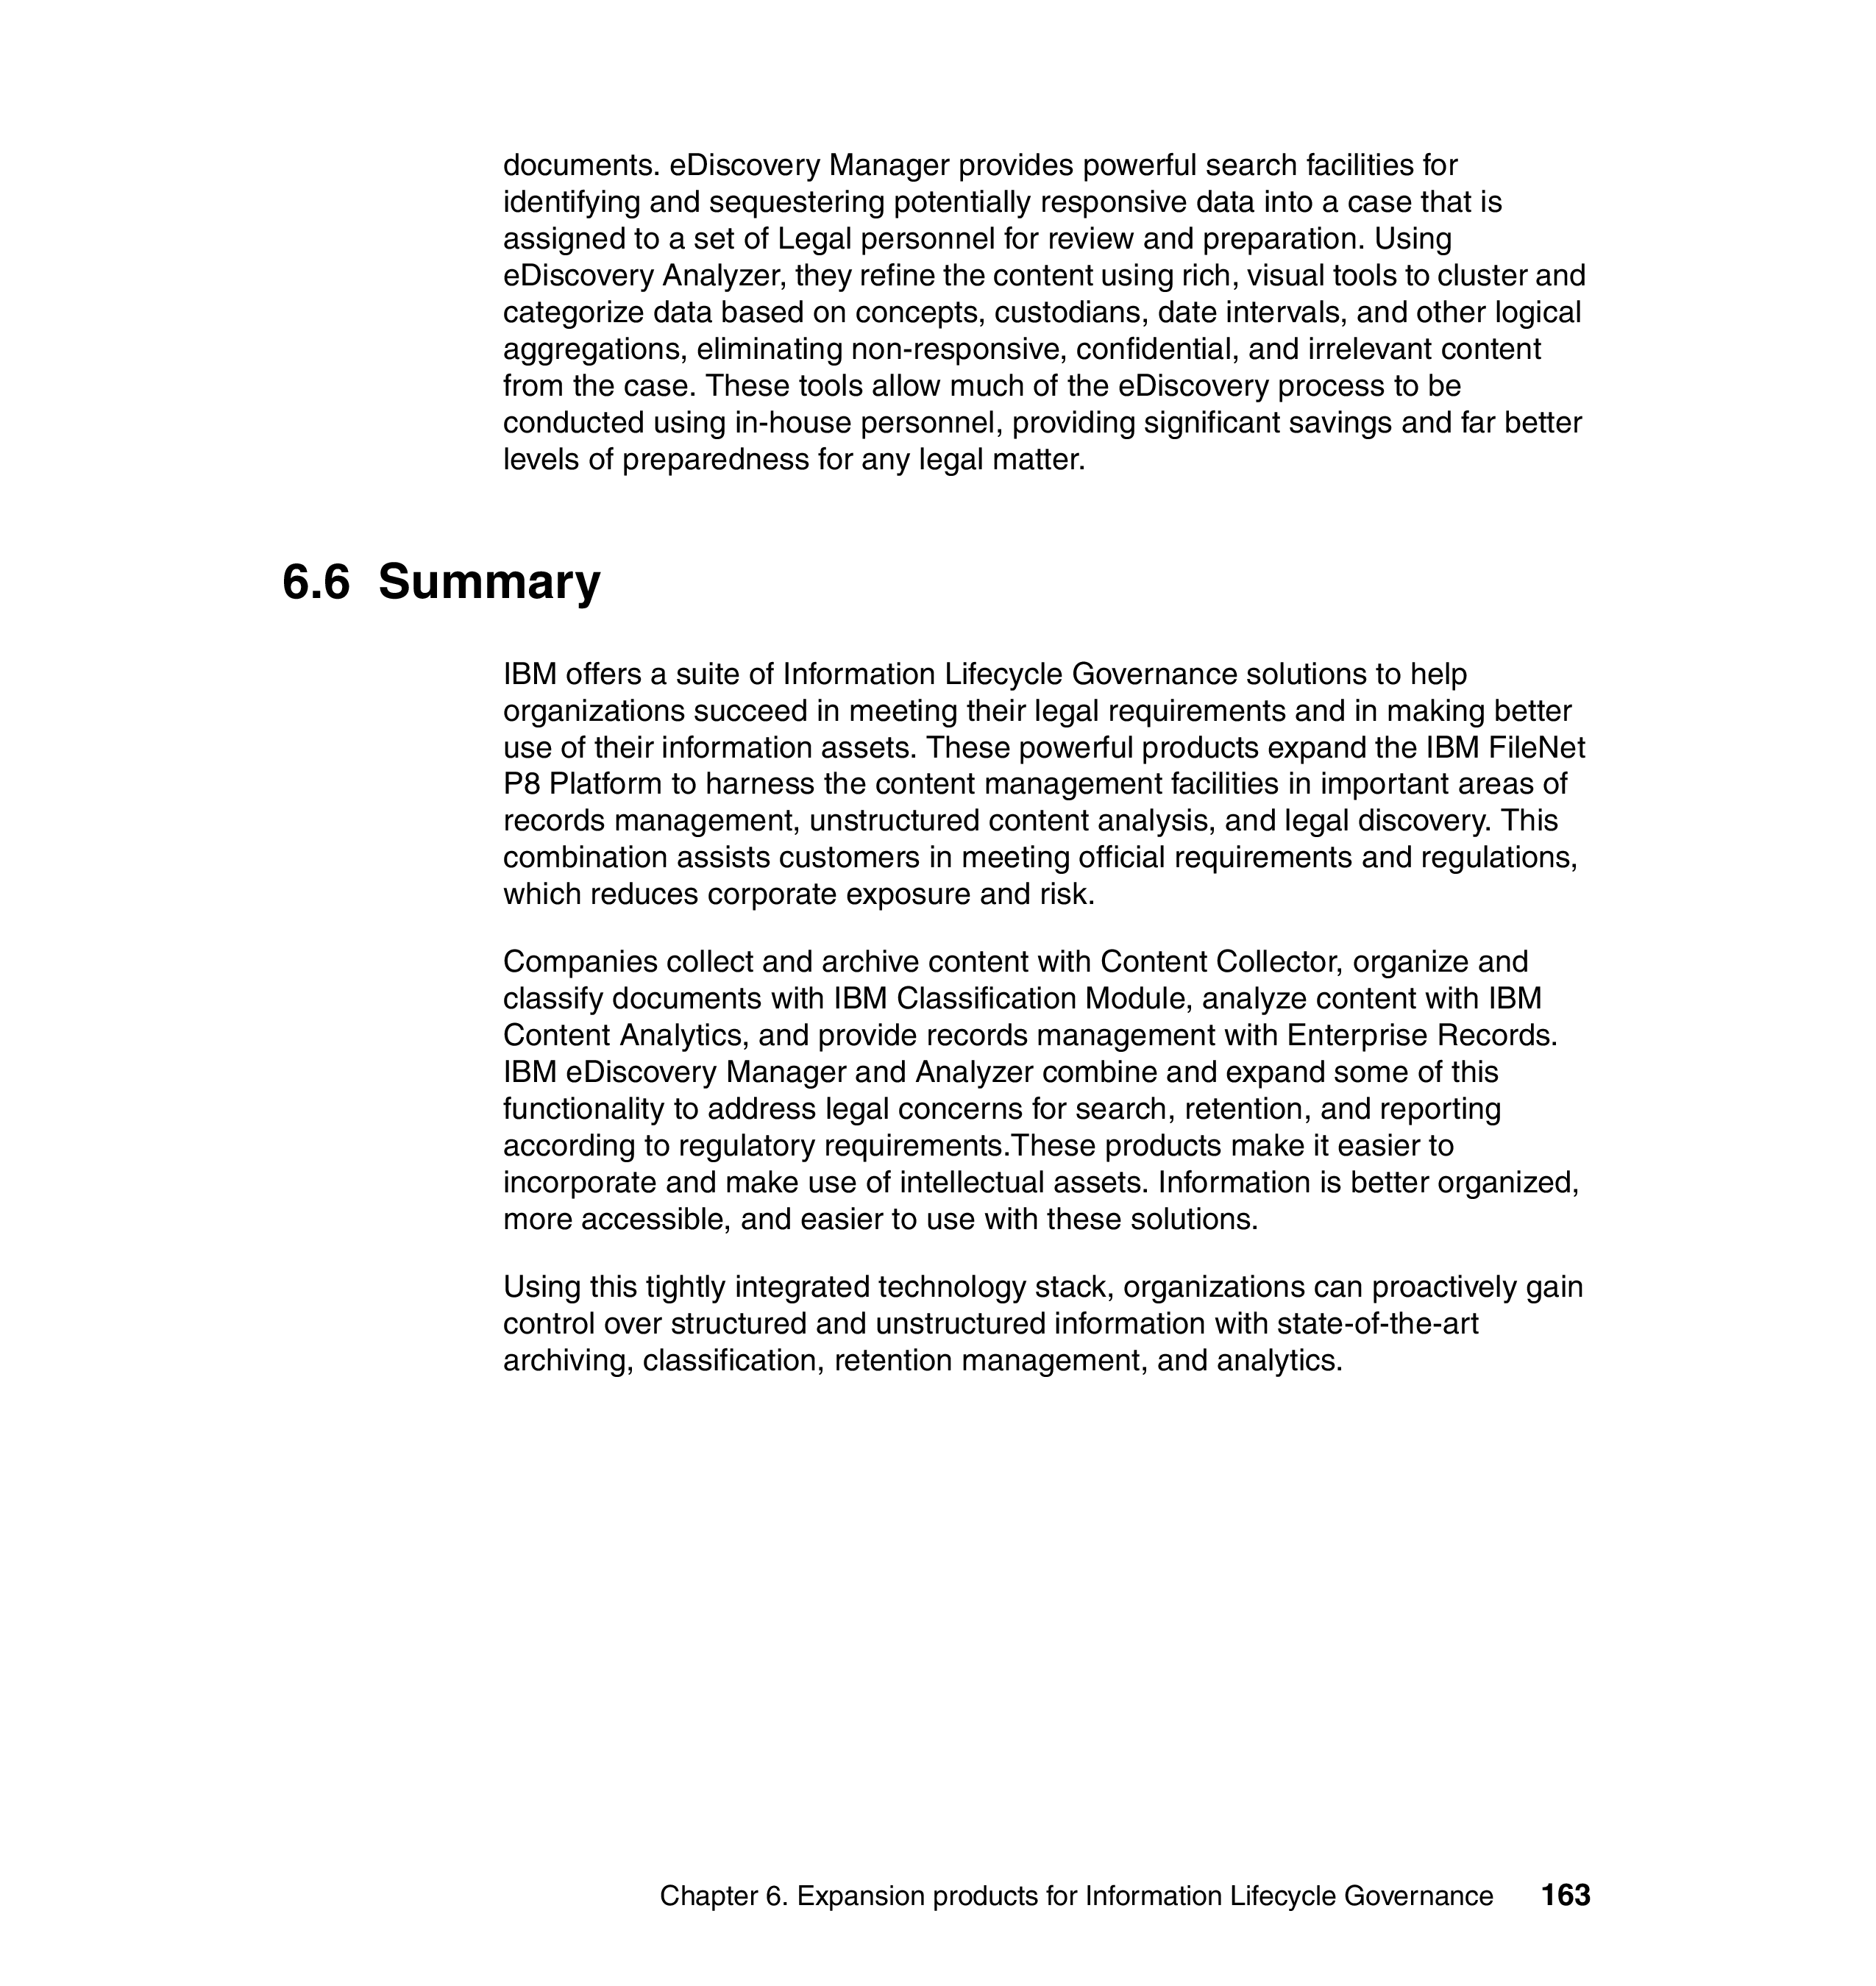 documents. eDiscovery Manager provides powerful search facilities for
identifying and sequestering potentially responsive data into a case that is
assigned to a set of Legal personnel for review and preparation. Using
eDiscovery Analyzer, they refine the content using rich, visual tools to cluster and
categorize data based on concepts, custodians, date intervals, and other logical
aggregations, eliminating non-responsive, confidential, and irrelevant content
from the case. These tools allow much of the eDiscovery process to be
conducted using in-house personnel, providing significant savings and far better
levels of preparedness for any legal matter.
6.6 Summary
IBM offers a suite of Information Lifecycle Governance solutions to help
organizations succeed in meeting their legal requirements and in making better
use of their information assets. These powerful products expand the IBM FileNet
P8 Platform to harness the content management facilities in important areas of
records management, unstructured content analysis, and legal discovery. This
combination assists customers in meeting official requirements and regulations,
which reduces corporate exposure and risk.
Companies collect and archive content with Content Collector, organize and
classify documents with IBM Classification Module, analyze content with IBM
Content Analytics, and provide records management with Enterprise Records.
IBM eDiscovery Manager and Analyzer combine and expand some of this
functionality to address legal concerns for search, retention, and reporting
according to regulatory requirements.These products make it easier to
incorporate and make use of intellectual assets. Information is better organized,
more accessible, and easier to use with these solutions.
Using this tightly integrated technology stack, organizations can proactively gain
control over structured and unstructured information with state-of-the-art
archiving, classification, retention management, and analytics.
Chapter 6. Expansion products for Information Lifecycle Governance 163